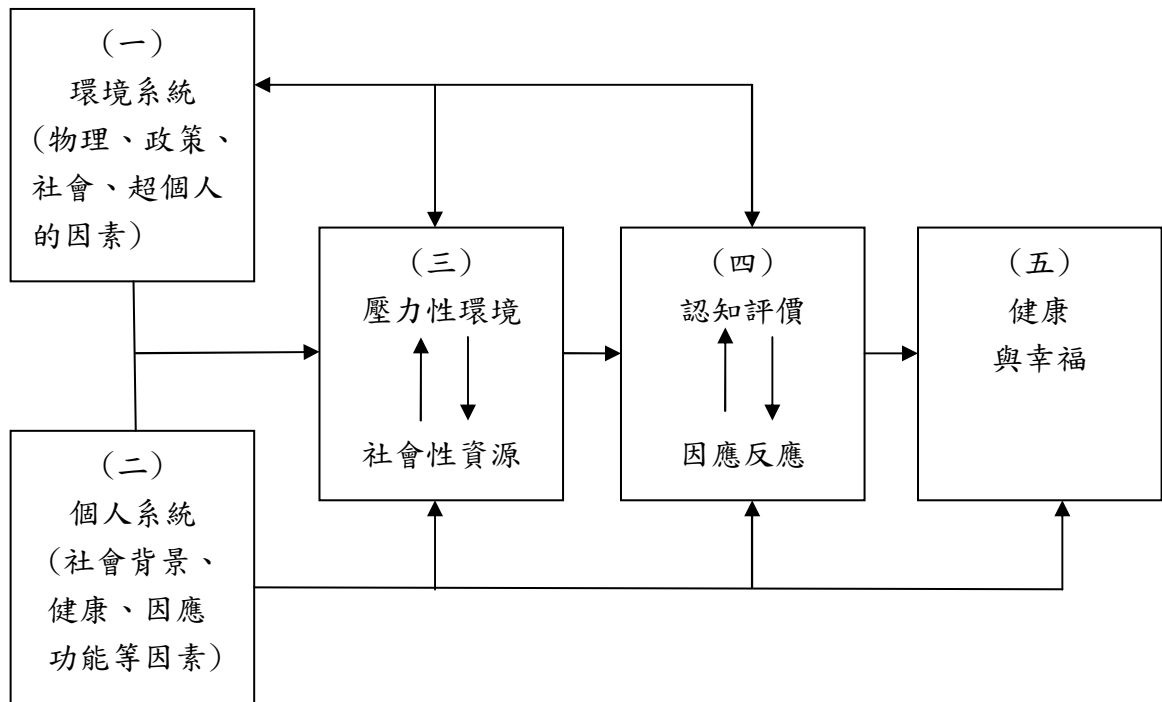 （一）
環境系統
（物理、政策、
社會、超個人
的因素）
（二）
個人系統
（社會背景、
健康、因應
功能等因素）
（三）
壓力性環境
社會性資源
（四）
認知評價
因應反應
（五）
健康
與幸福